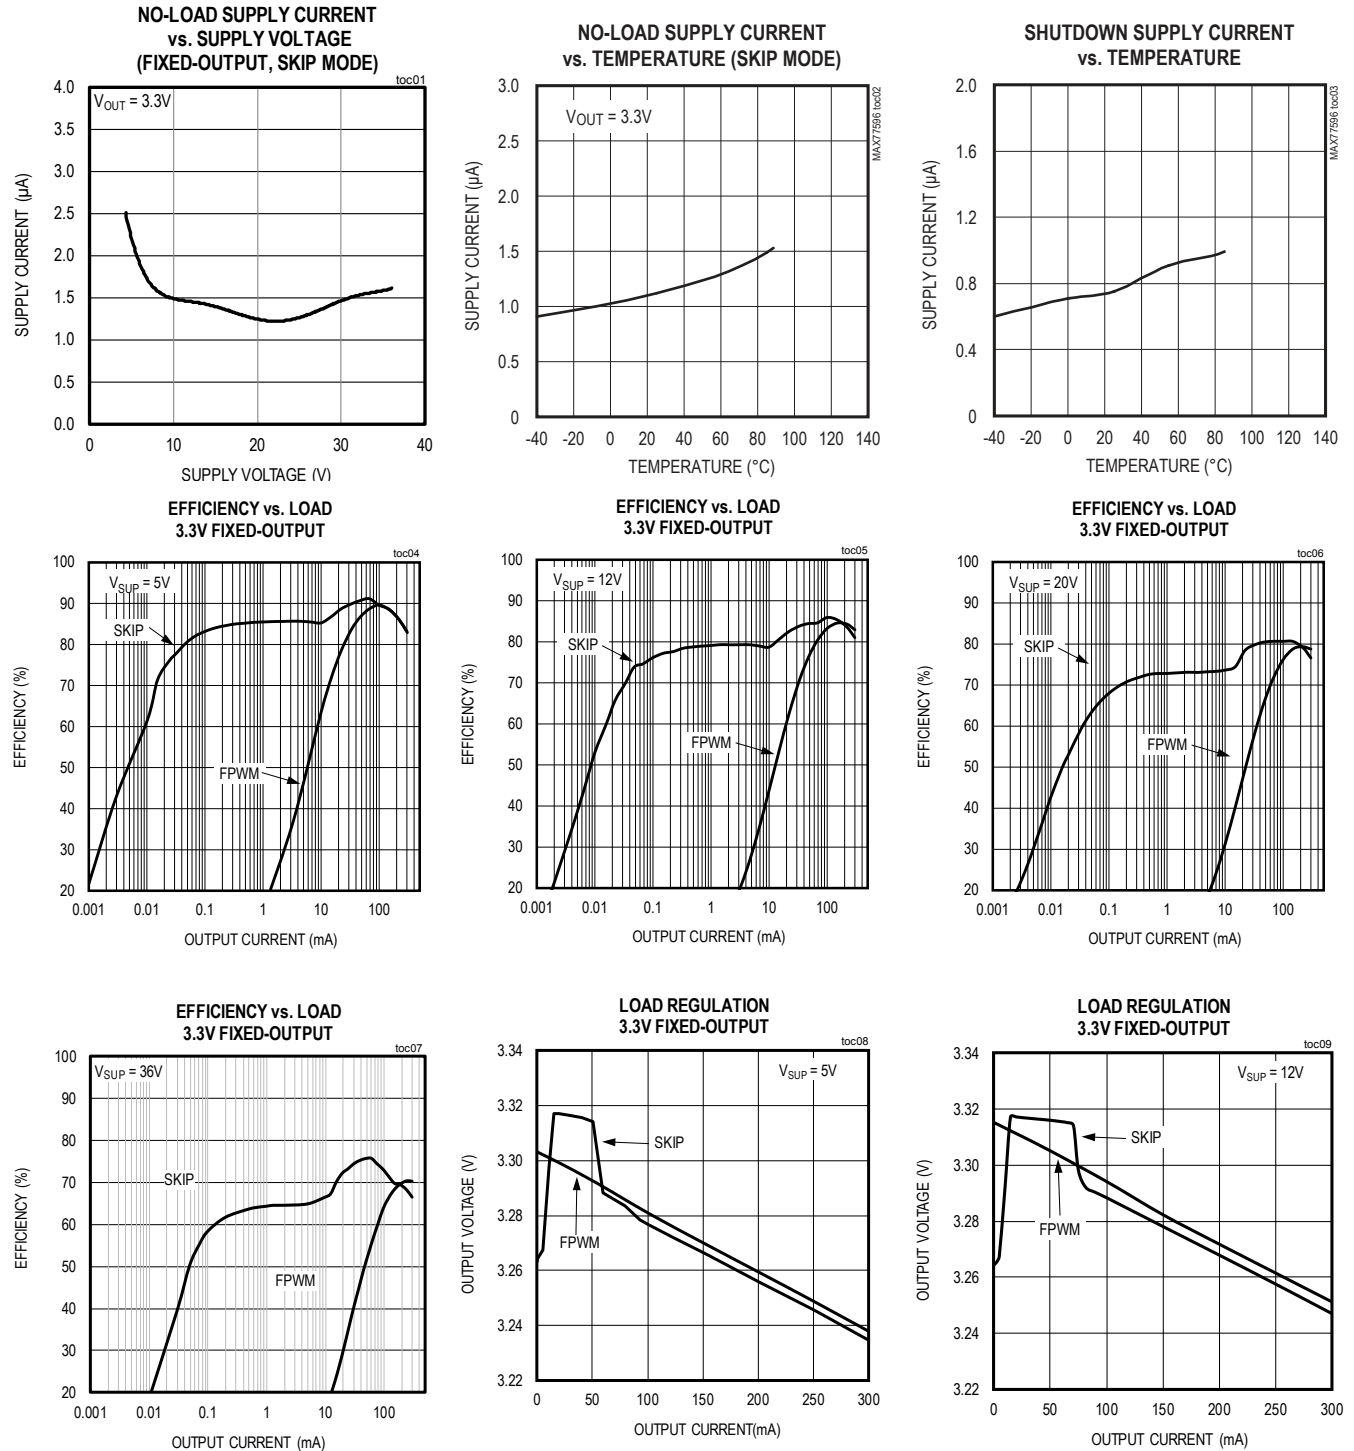 NO-LOAD SUPPLY CURRENT
vs. SUPPLY VOLTAGE
(FIXED-OUTPUT, SKIP MODE)
toc01
VOUT = 3.3V
4.0
3.5
3.0
2.5
2.0
1.5
1.0
0.5
0.0
SUPPLY CURRENT (µA)
0 10 20 30 40
SUPPLY VOLTAGE (V)
NO-LOAD SUPPLY CURRENT
vs. TEMPERATURE (SKIP MODE)
MAX77596 toc02
VOUT = 3.3V
3.0
2.5
2.0
1.5
1.0
0.5
0
SUPPLY CURRENT (µA)
-40 -20 0 20 40 60 80 100 120 140
TEMPERATURE (°C)
SHUTDOWN SUPPLY CURRENT
vs. TEMPERATURE
MAX77596 toc03
2.0
1.6
1.2
0.8
0.4
0
SUPPLY CURRENT (µA)
-40 -20 0 20 40 60 80 100 120 140
TEMPERATURE (°C)
EFFICIENCY vs. LOAD
3.3V FIXED-OUTPUT
toc04
VSUP = 5V
SKIP
FPWM
100
90
80
70
60
50
40
30
20
EFFICIENCY (%)
0.001 0.01 0.1 1 10 100
OUTPUT CURRENT (mA)
EFFICIENCY vs. LOAD
3.3V FIXED-OUTPUT
toc05
VSUP = 12V
SKIP
FPWM
100
90
80
70
60
50
40
30
20
EFFICIENCY (%)
0.001 0.01 0.1 1 10 100
OUTPUT CURRENT (mA)
EFFICIENCY vs. LOAD
3.3V FIXED-OUTPUT
toc06
VSUP = 20V
SKIP
FPWM
100
90
80
70
60
50
40
30
20
EFFICIENCY (%)
0.001 0.01 0.1 1 10 100
OUTPUT CURRENT (mA)
EFFICIENCY vs. LOAD
3.3V FIXED-OUTPUT
toc07
VSUP = 36V
SKIP
FPWM
100
90
80
70
60
50
40
30
20
EFFICIENCY (%)
0.001 0.01 0.1 1 10 100
OUTPUT CURRENT (mA)
LOAD REGULATION
3.3V FIXED-OUTPUT
toc08
VSUP = 5V
SKIP
FPWM
3.34
3.32
3.30
3.28
3.26
3.24
3.22
OUTPUT VOLTAGE (V)
0 50 100 150 200 250 300
OUTPUT CURRENT(mA)
LOAD REGULATION
3.3V FIXED-OUTPUT
toc09
VSUP = 12V
SKIP
FPWM
3.34
3.32
3.30
3.28
3.26
3.24
3.22
OUTPUT VOLTAGE (V)
0 50 100 150 200 250 300
OUTPUT CURRENT (mA)